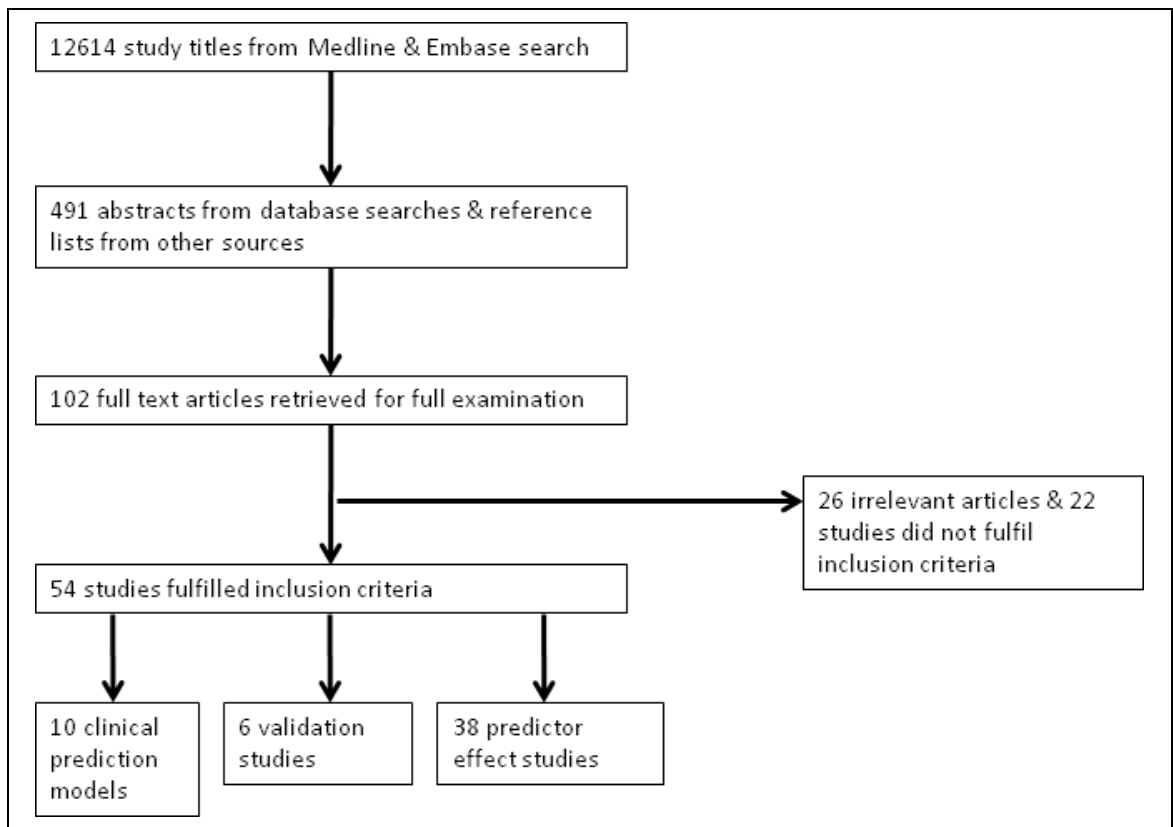 12614 study titles from Medline & Embase search
491 abstracts from database searches & reference
lists from other sources
102 full text articles retrieved for full examination
26 irrelevant articles & 22
studies did not fulfil
inclusion criteria
54 studies fulfilled inclusion criteria
10 clinical
prediction
models
6 validation
studies
38 predictor
effect studies